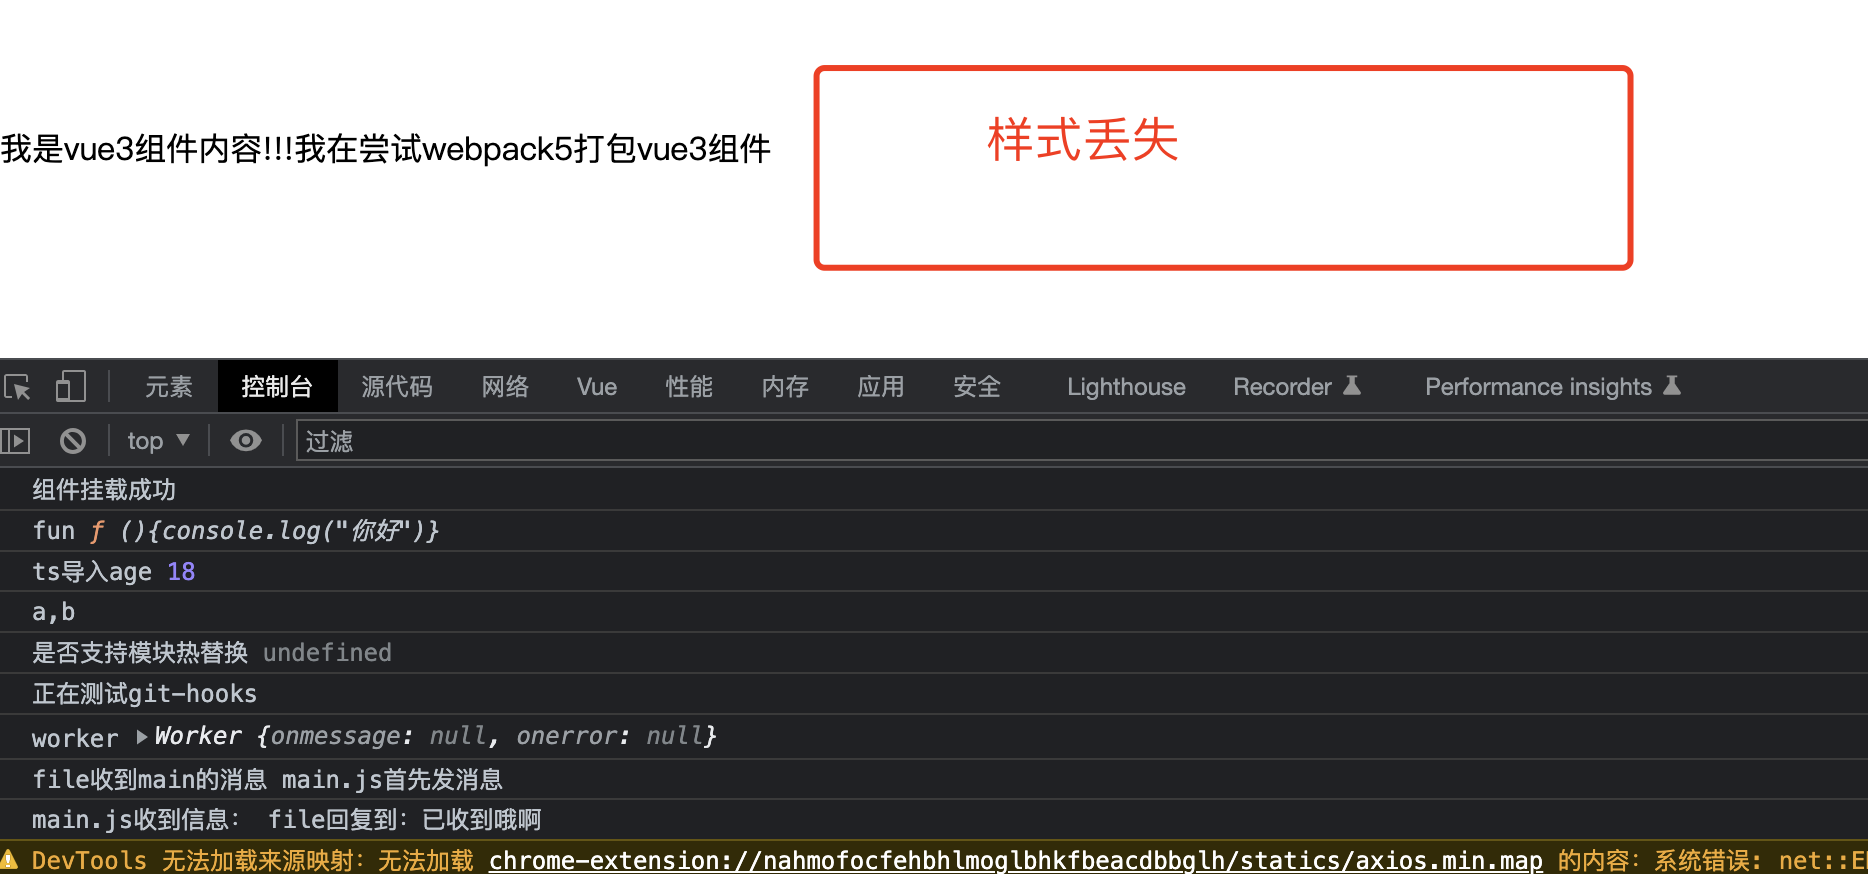 我是vue3组件内容!!!我在尝试webpack5打包vue3组件
样式丢失
元素 控制台 源代码 网络 Vue 性能 内存 应用 安全 Lighthouse Recorder Performance insights
top 过滤
组件挂载成功
fun ƒ (){console.log("你好")}
ts导入age 18
a,b
是否支持模块热替换 undefined
正在测试git-hooks
worker Worker {onmessage: null, onerror: null}
file收到main的消息 main.js首先发消息
main.js收到信息： file回复到：已收到哦啊
DevTools 无法加载来源映射：无法加载 chrome-extension://nahmofocfehbhlmoglbhkfbeacdbbglh/statics/axios.min.map 的内容：系统错误: net::E